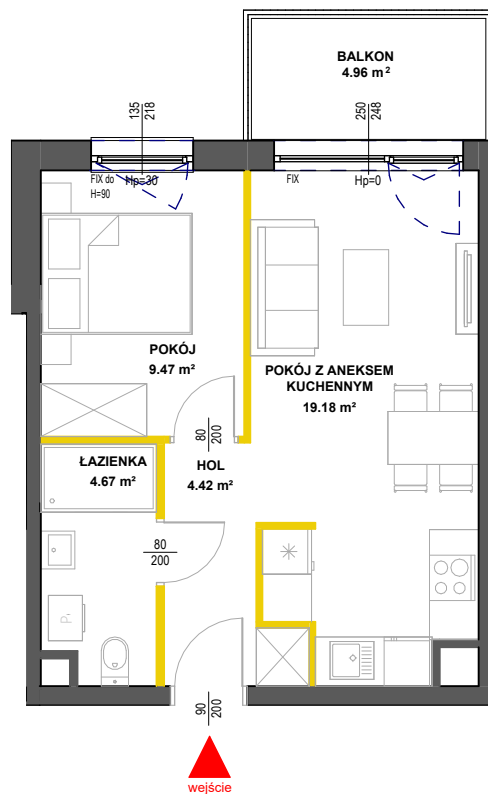 BALKON
4.96 m²
135
218
250
248
FIX do
H=90
Hp=30
FIX
Hp=0
POKÓJ
9.47 m²
POKÓJ Z ANEKSEM
KUCHENNYM
19.18 m²
80
200
ŁAZIENKA
4.67 m²
HOL
4.42 m²
80
200
P₁
90
200
wejście